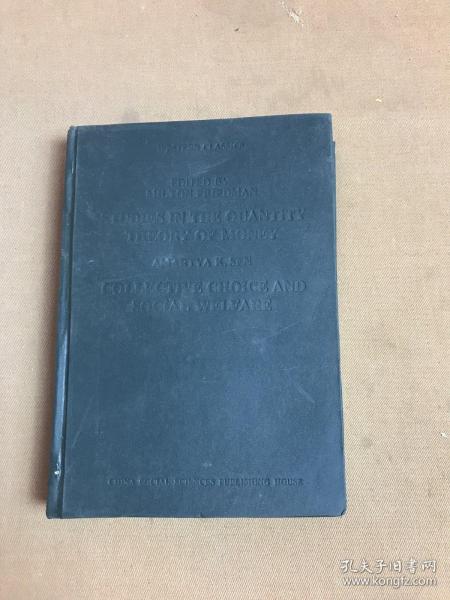 EDITED BY
MILTON FRIEDMAN
STUDIES IN THE QUANTITY
THEORY OF MONEY
AMARTYA K. SEN
COLLECTIVE CHOICE AND
SOCIAL WELFARE
CHINA SOCIAL SCIENCES PUBLISHING HOUSE
孔夫子旧书网
www.kongfz.com